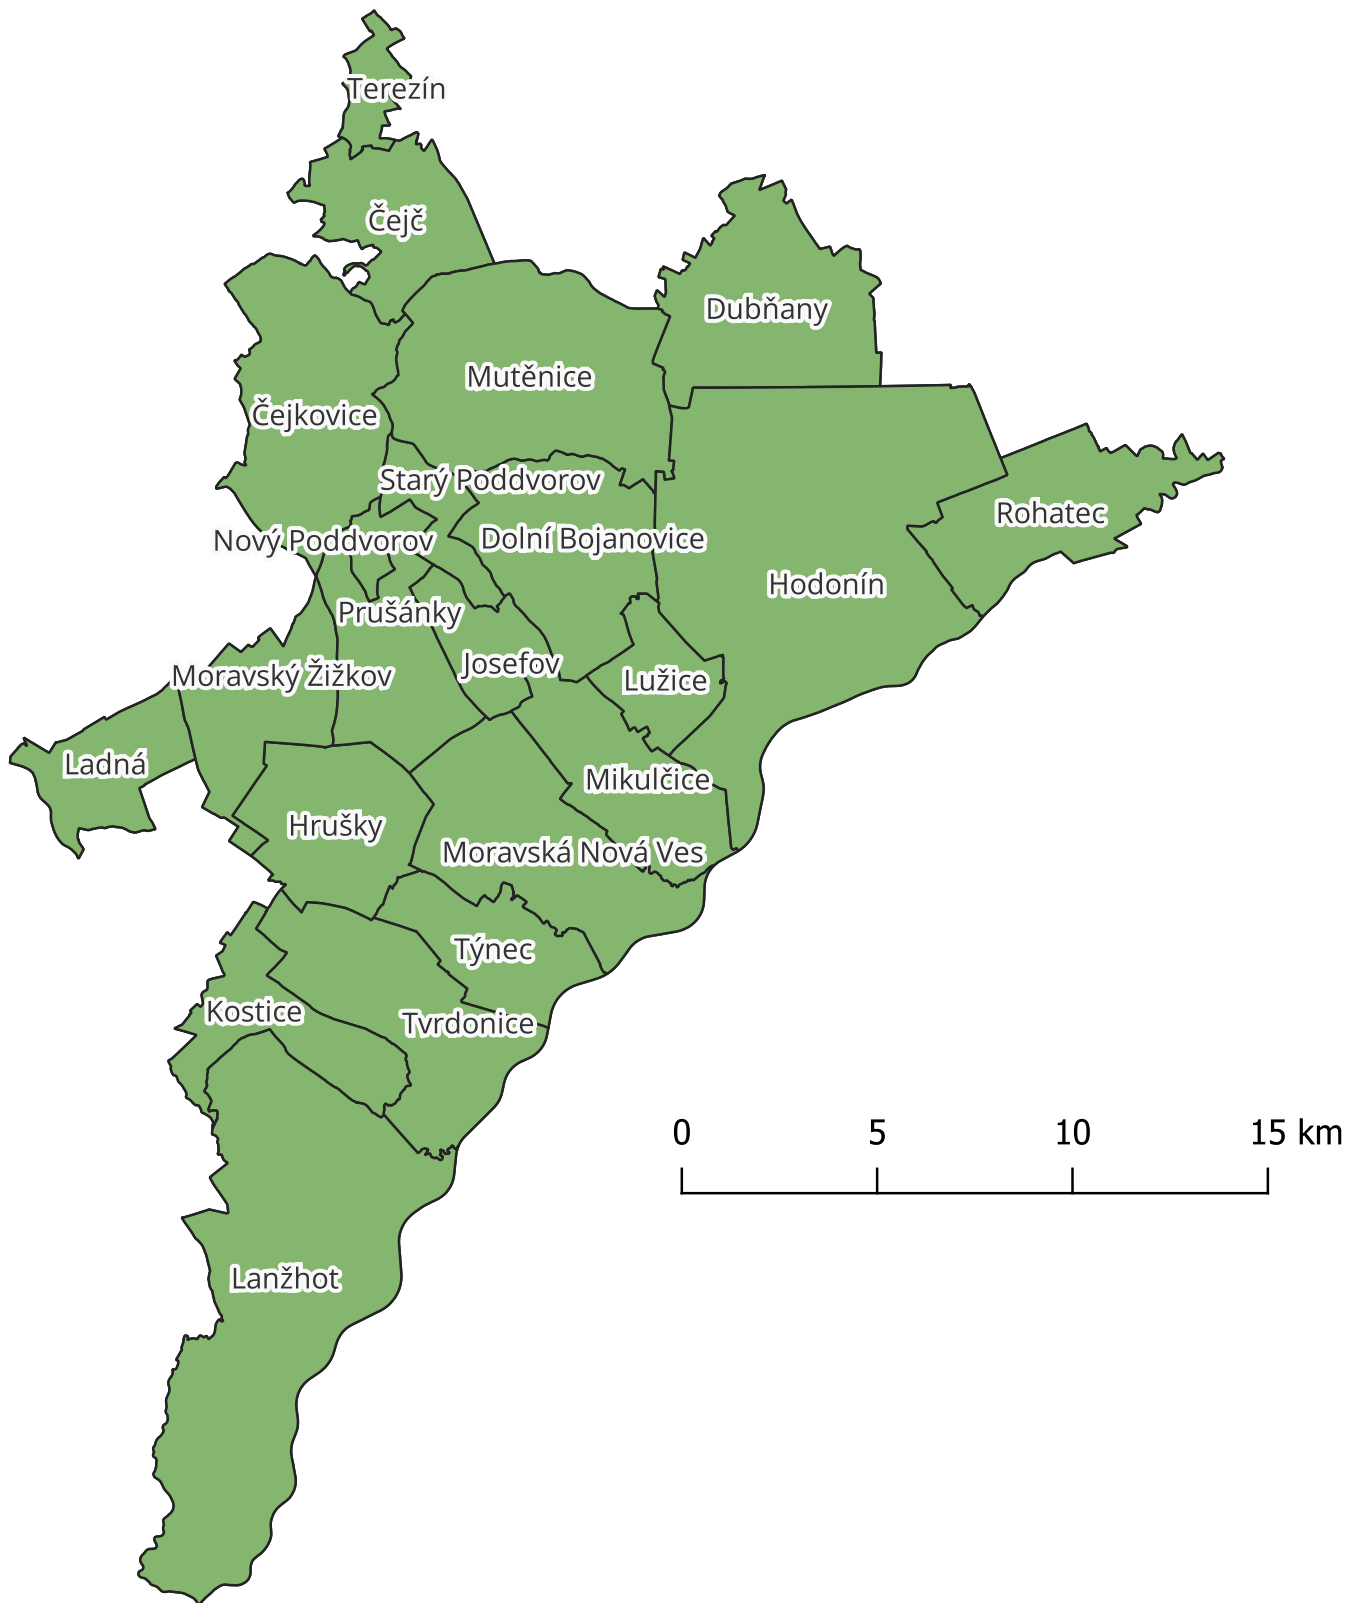 Terezín
Čejč
Dubňany
Mutěnice
Čejkovice
Starý Poddvorov
Rohatec
Nový Poddvorov
Dolní Bojanovice
Hodonín
Prušánky
Josefov
Moravský Žižkov
Lužice
Ladná
Mikulčice
Hrušky
Moravská Nová Ves
Týnec
Kostice
Tvrdonice
0 5 10 15 km
Lanžhot